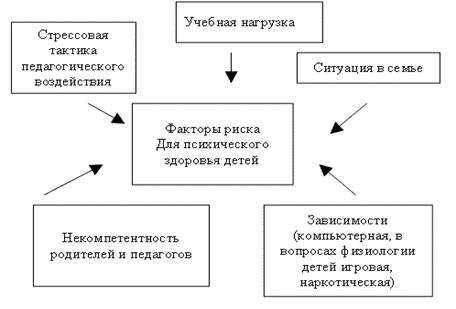 Стрессовая
тактика
педагогического
воздействия
Учебная нагрузка
Ситуация в семье
Факторы риска
Для психического
здоровья детей
Некомпетентность
родителей и педагогов
Зависимости
(компьютерная, в
вопросах физиологии
детей игровая,
наркотическая)